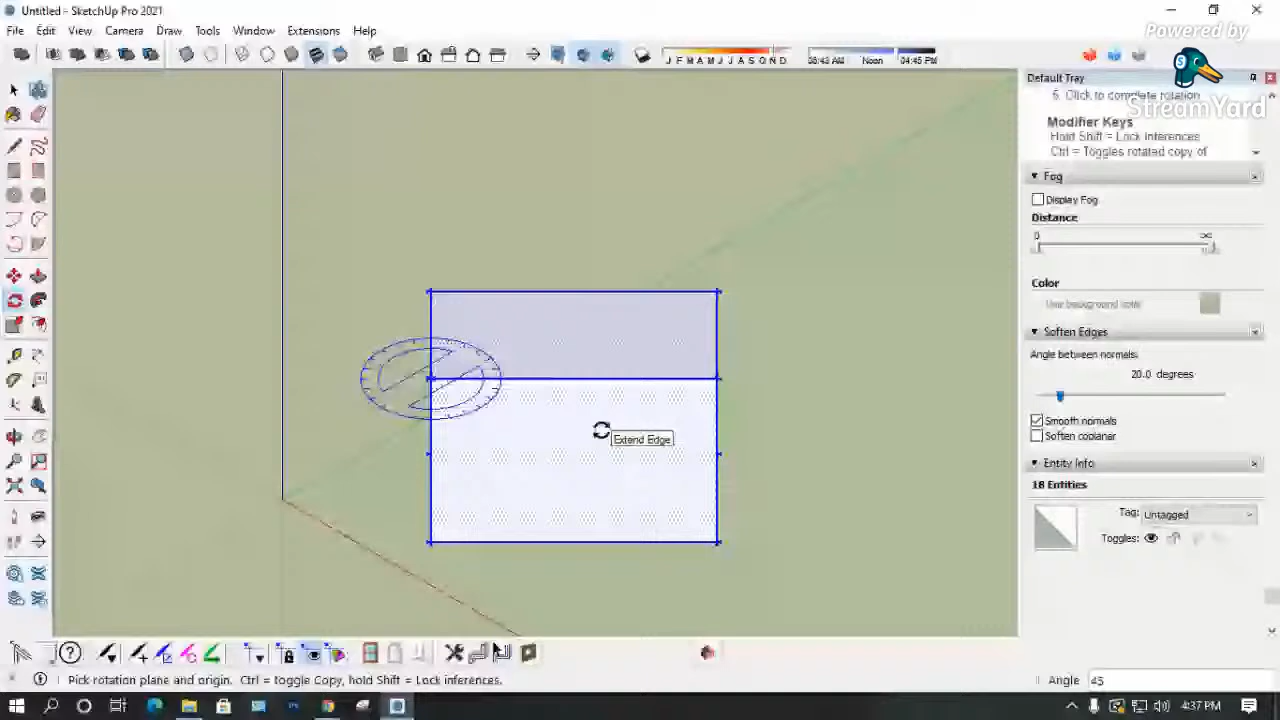 Untitled - SketchUp Pro 2021
File Edit View Camera Draw Tools Window Extensions Help
Powered by
StreamYard
J F M A M J J A S O N D
06:43 AM Noon 04:45 PM
Default Tray
6. Click to complete rotation
Modifier Keys
Hold Shift = Lock Inferences
Ctrl = Toggles rotated copy of
Fog
Display Fog
Distance
0 ∞
Color
Use background color
Soften Edges
Angle between normals:
20.0 degrees
Smooth normals
Soften coplanar
Entity Info
18 Entities
Tag: Untagged
Toggles:
Extend Edge
Pick rotation plane and origin. Ctrl = toggle Copy, hold Shift = Lock inferences.
Angle 45
4:37 PM